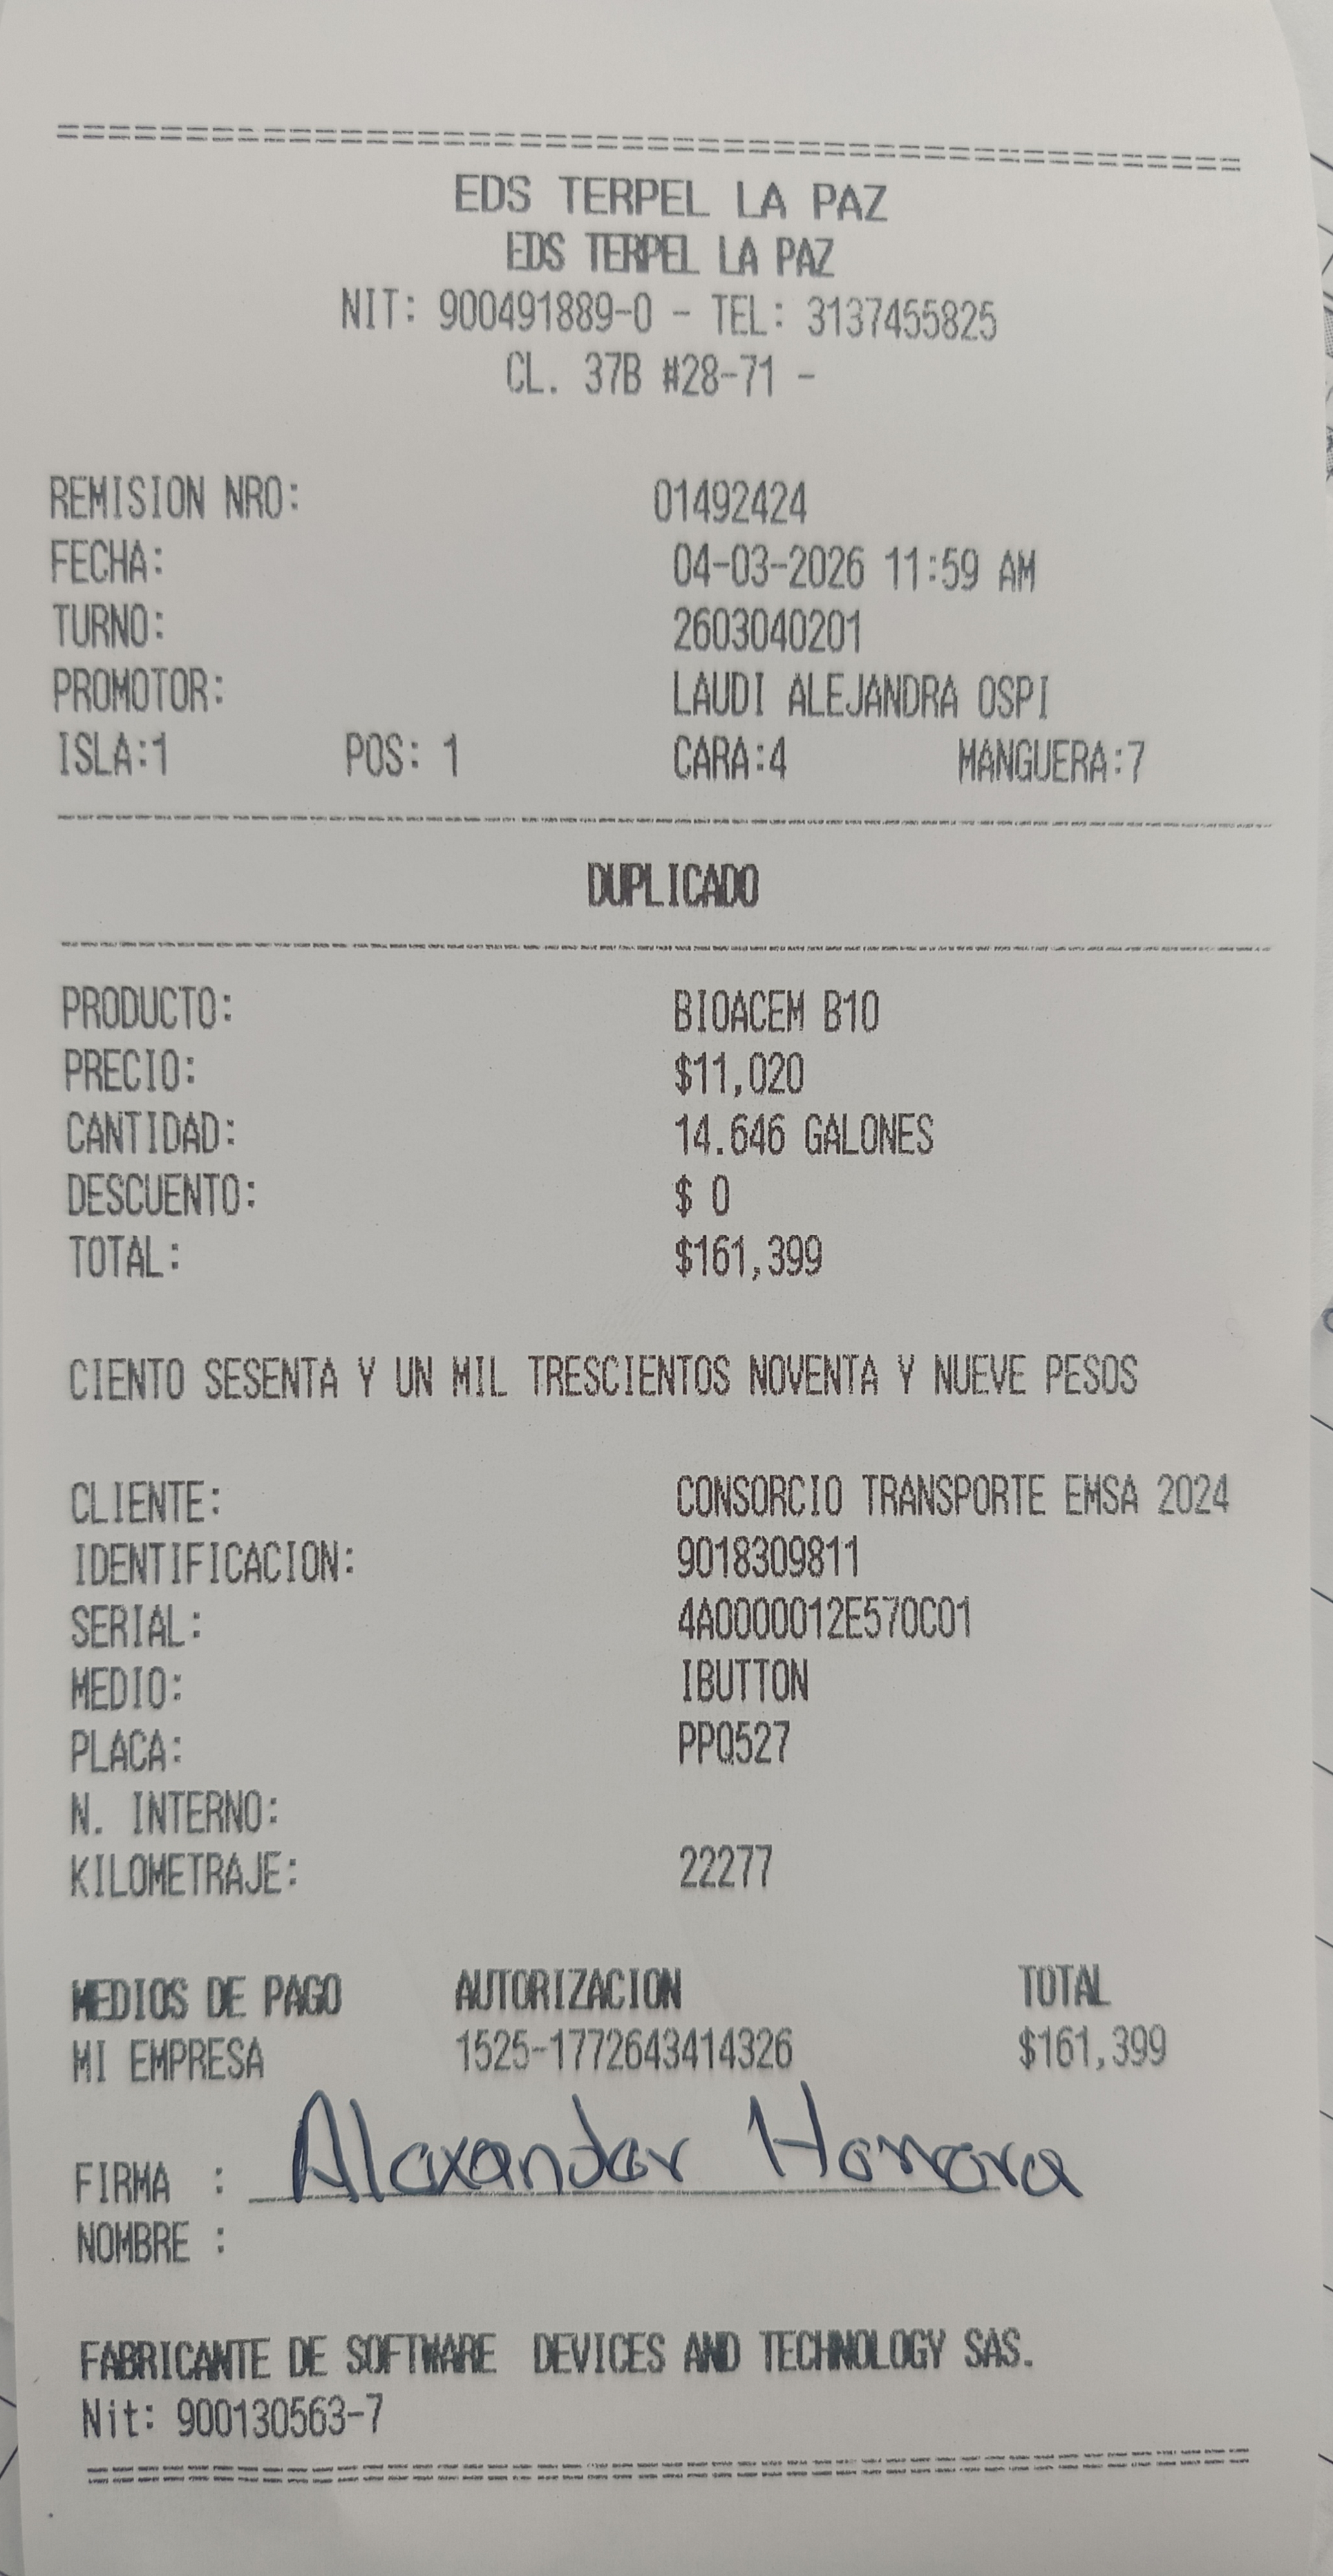 EDS TERPEL LA PAZ
EDS TERPEL LA PAZ
NIT: 900491889-0 - TEL: 3137455825
CL. 37B #28-71 -
REMISION NRO: 01492424
FECHA: 04-03-2026 11:59 AM
TURNO: 2603040201
PROMOTOR: LAUDI ALEJANDRA OSPI
ISLA:1 POS: 1 CARA:4 MANGUERA:7
DUPLICADO
PRODUCTO: BIOACEM B10
PRECIO: $11,020
CANTIDAD: 14.646 GALONES
DESCUENTO: $ 0
TOTAL: $161,399
CIENTO SESENTA Y UN MIL TRESCIENTOS NOVENTA Y NUEVE PESOS
CLIENTE: CONSORCIO TRANSPORTE EMSA 2024
IDENTIFICACION: 9018309811
SERIAL: 4A0000012E570C01
MEDIO: IBUTTON
PLACA: PPQ527
N. INTERNO:
KILOMETRAJE: 22277
MEDIOS DE PAGO AUTORIZACION TOTAL
MI EMPRESA 1525-1772643414326 $161,399
FIRMA : Alexander Herrera
NOMBRE :
FABRICANTE DE SOFTWARE DEVICES AND TECHNOLOGY SAS.
Nit: 900130563-7